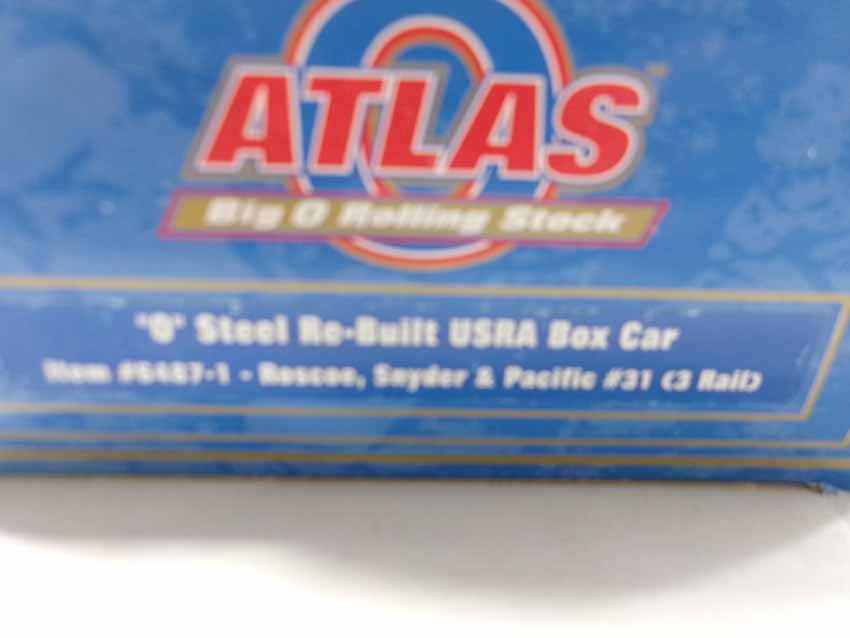 ATLAS
Big O Rolling Stock
"O" Steel Re-Built USRA Box Car
Item #6487-1 - Roscoe, Snyder & Pacific #31 (3 Rail)